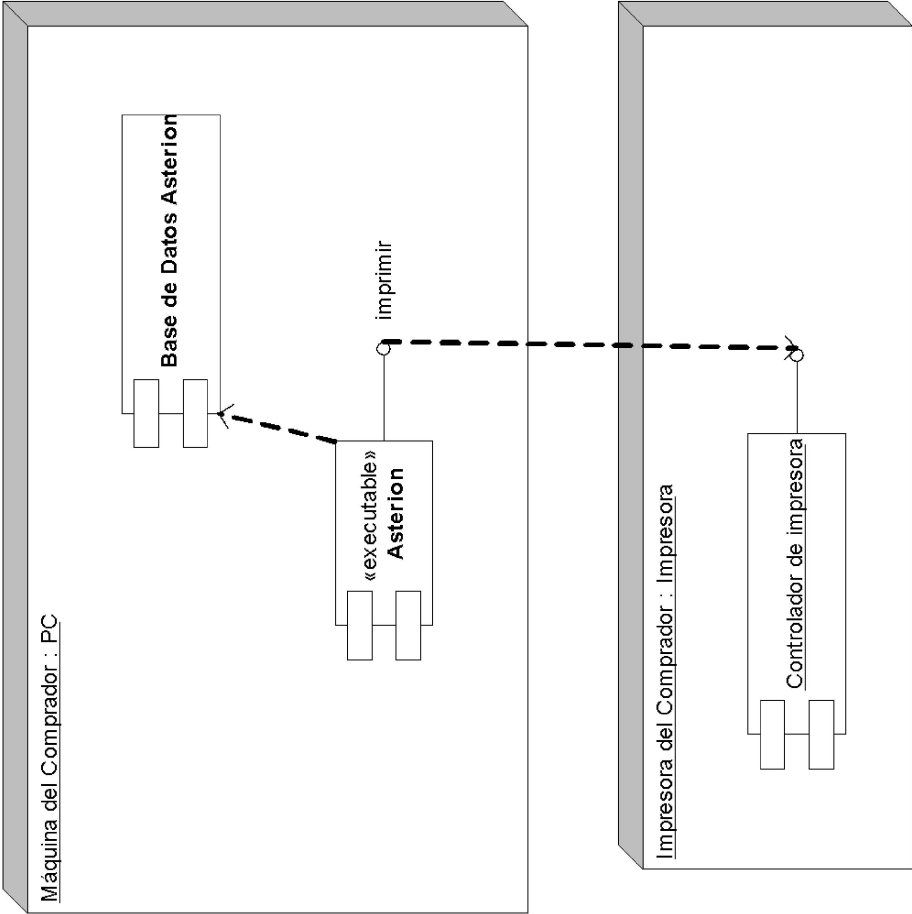 Máquina del Comprador : PC
Base de Datos Asterion
«executable»
Asterion
imprimir
Impresora del Comprador : Impresora
Controlador de impresora